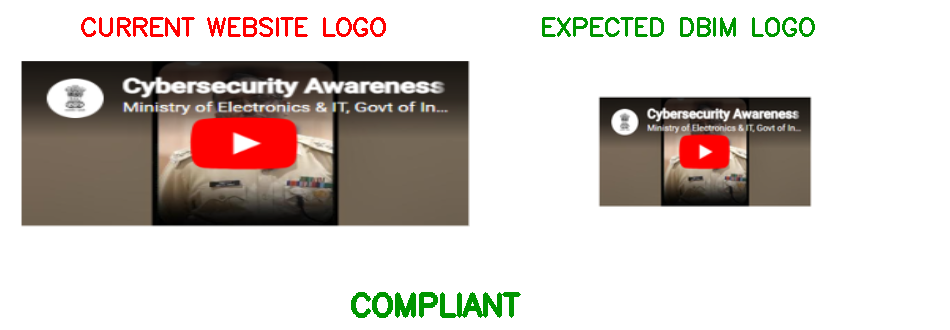 CURRENT WEBSITE LOGO
EXPECTED DBIM LOGO
Cybersecurity Awareness
Ministry of Electronics & IT, Govt of In...
Cybersecurity Awareness
Ministry of Electronics & IT, Govt of In...
COMPLIANT